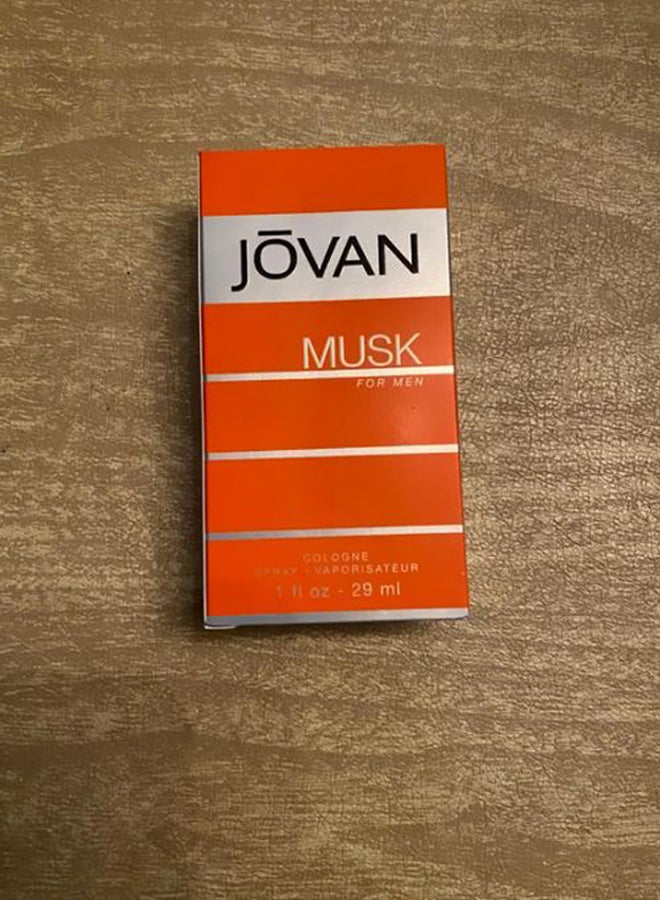 JŌVAN
MUSK
FOR MEN
COLOGNE
SPRAY · VAPORISATEUR
1 fl oz - 29 ml